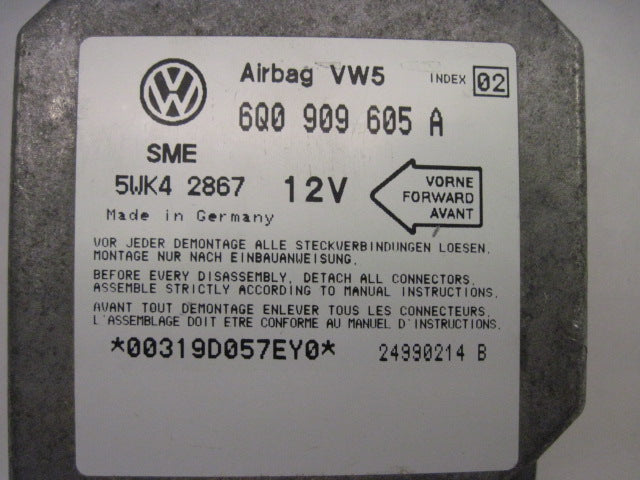 Airbag VW5 INDEX 02
6Q0 909 605 A
SME
5WK4 2867 12V
VORNE
FORWARD
AVANT
Made in Germany
VOR JEDER DEMONTAGE ALLE STECKVERBINDUNGEN LOESEN.
MONTAGE NUR NACH EINBAUANWEISUNG.
BEFORE EVERY DISASSEMBLY, DETACH ALL CONNECTORS.
ASSEMBLE STRICTLY ACCORDING TO MANUAL INSTRUCTIONS.
AVANT TOUT DEMONTAGE ENLEVER TOUS LES CONNECTEURS.
L'ASSEMBLAGE DOIT ETRE CONFORME AU MANUEL D'INSTRUCTIONS.
*00319D057EY0* 24990214 B